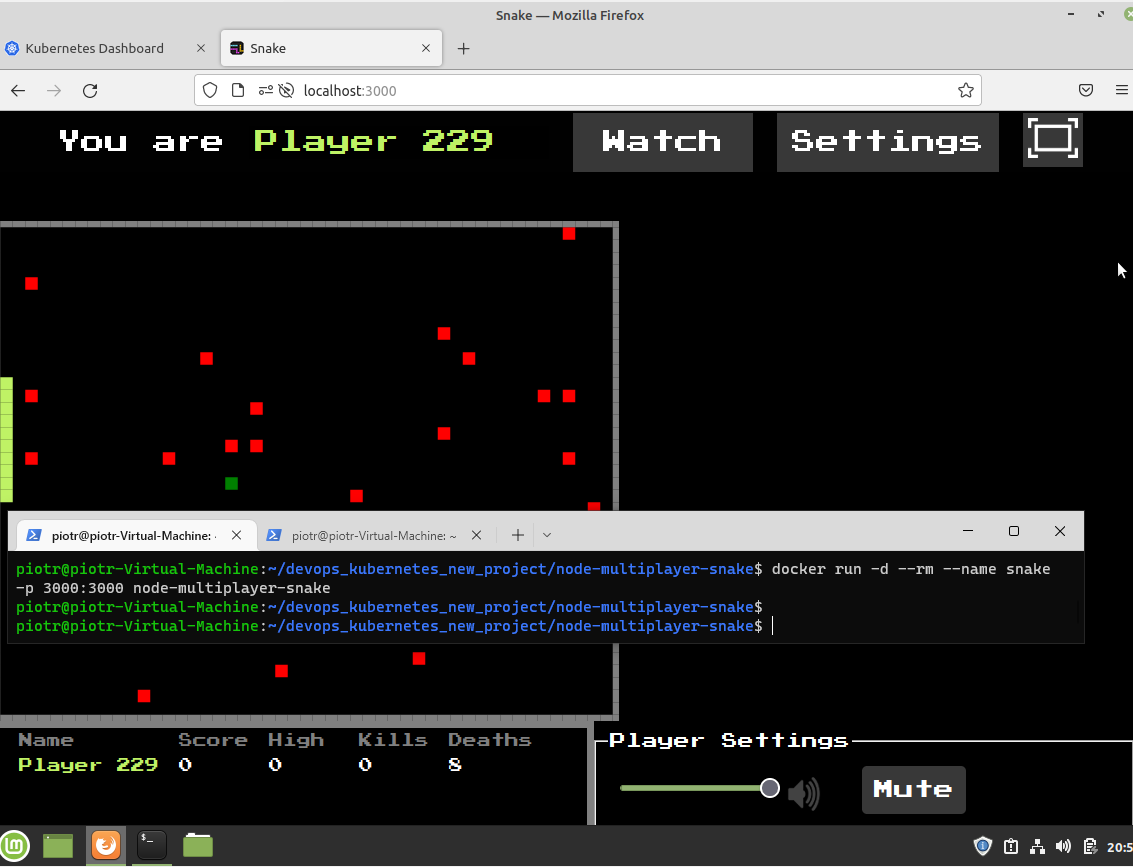 Snake — Mozilla Firefox
Kubernetes Dashboard
Snake
localhost:3000
You are Player 229
Watch
Settings
piotr@piotr-Virtual-Machine:
piotr@piotr-Virtual-Machine: ~
piotr@piotr-Virtual-Machine:~/devops_kubernetes_new_project/node-multiplayer-snake$ docker run -d --rm --name snake
-p 3000:3000 node-multiplayer-snake
piotr@piotr-Virtual-Machine:~/devops_kubernetes_new_project/node-multiplayer-snake$
piotr@piotr-Virtual-Machine:~/devops_kubernetes_new_project/node-multiplayer-snake$
Name Score High Kills Deaths
Player 229 0 0 0 8
Player Settings
Mute
20:5